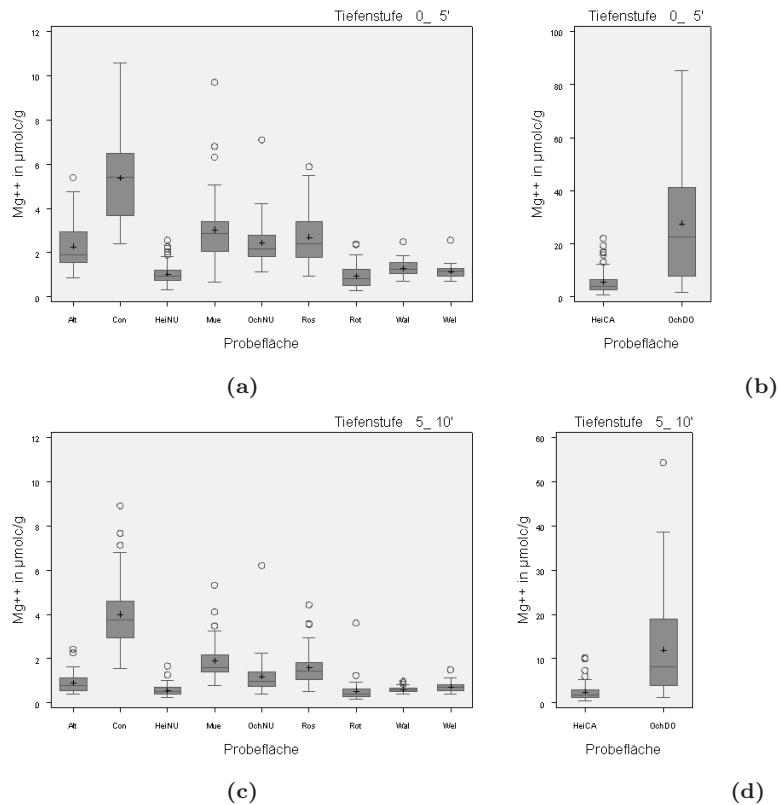 Tiefenstufe 0_ 5'
12
10
8
6
4
2
0
Mg++ in µmolc/g
Alt Con HeiNU Mue OchNU Ros Rot Wal Wel
Probefläche
(a)
Tiefenstufe 0_ 5'
100
80
60
40
20
0
Mg++ in µmolc/g
HeiCA OchDO
Probefläche
(b)
Tiefenstufe 5_ 10'
12
10
8
6
4
2
0
Mg++ in µmolc/g
Alt Con HeiNU Mue OchNU Ros Rot Wal Wel
Probefläche
(c)
Tiefenstufe 5_ 10'
60
50
40
30
20
10
0
Mg++ in µmolc/g
HeiCA OchDO
Probefläche
(d)